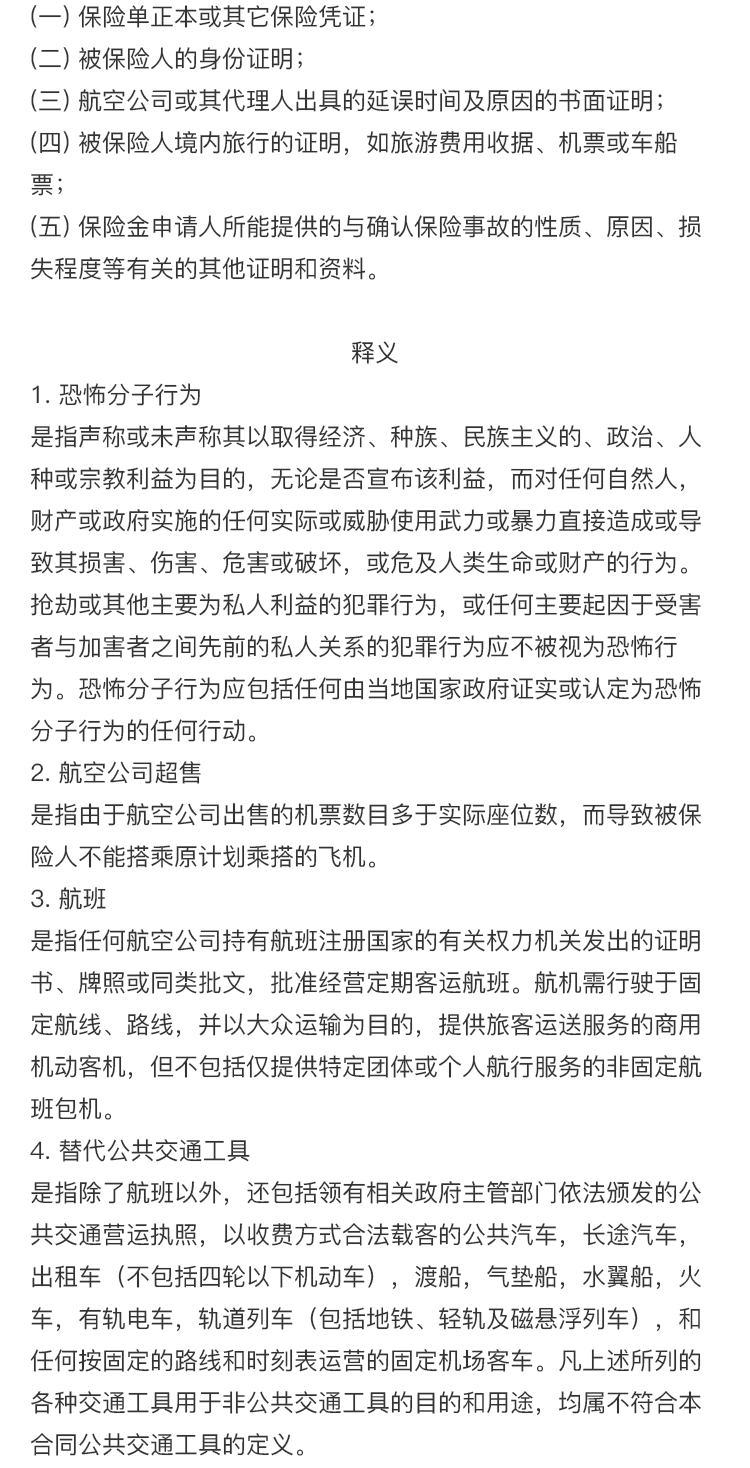 (一) 保险单正本或其它保险凭证；
(二) 被保险人的身份证明；
(三) 航空公司或其代理人出具的延误时间及原因的书面证明；
(四) 被保险人境内旅行的证明，如旅游费用收据、机票或车船
票；
(五) 保险金申请人所能提供的与确认保险事故的性质、原因、损
失程度等有关的其他证明和资料。
释义
1. 恐怖分子行为
是指声称或未声称其以取得经济、种族、民族主义的、政治、人
种或宗教利益为目的，无论是否宣布该利益，而对任何自然人，
财产或政府实施的任何实际或威胁使用武力或暴力直接造成或导
致其损害、伤害、危害或破坏，或危及人类生命或财产的行为。
抢劫或其他主要为私人利益的犯罪行为，或任何主要起因于受害
者与加害者之间先前的私人关系的犯罪行为应不被视为恐怖行
为。恐怖分子行为应包括任何由当地国家政府证实或认定为恐怖
分子行为的任何行动。
2. 航空公司超售
是指由于航空公司出售的机票数目多于实际座位数，而导致被保
险人不能搭乘原计划乘搭的飞机。
3. 航班
是指任何航空公司持有航班注册国家的有关权力机关发出的证明
书、牌照或同类批文，批准经营定期客运航班。航机需行驶于固
定航线、路线，并以大众运输为目的，提供旅客运送服务的商用
机动客机，但不包括仅提供特定团体或个人航行服务的非固定航
班包机。
4. 替代公共交通工具
是指除了航班以外，还包括领有相关政府主管部门依法颁发的公
共交通营运执照，以收费方式合法载客的公共汽车，长途汽车，
出租车（不包括四轮以下机动车），渡船，气垫船，水翼船，火
车，有轨电车，轨道列车（包括地铁、轻轨及磁悬浮列车），和
任何按固定的路线和时刻表运营的固定机场客车。凡上述所列的
各种交通工具用于非公共交通工具的目的和用途，均属不符合本
合同公共交通工具的定义。